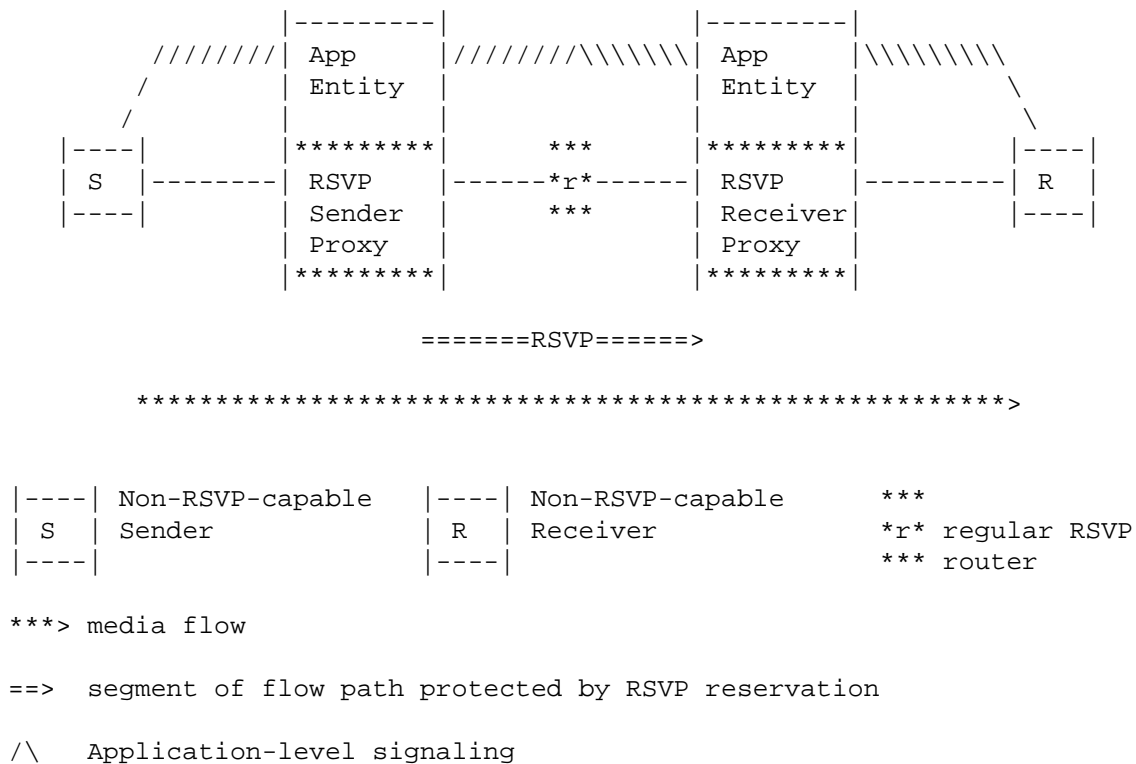 |---------|                |---------|
         ////////| App     |////////\\\\\\\| App     |\\\\\\\\\
        /        | Entity  |               | Entity  |         \
       /         |         |               |         |          \
   |----|        |*********|      ***      |*********|         |----|
   | S  |--------| RSVP    |------*r*------| RSVP    |---------| R  |
   |----|        | Sender  |      ***      | Receiver|         |----|
                 | Proxy   |               | Proxy   |
                 |*********|               |*********|
                          =======RSVP======>
        *******************************************************>
|----| Non-RSVP-capable   |----| Non-RSVP-capable      ***
| S  | Sender             | R  | Receiver              *r* regular RSVP
|----|                    |----|                       *** router
***> media flow
==>  segment of flow path protected by RSVP reservation
/\   Application-level signaling